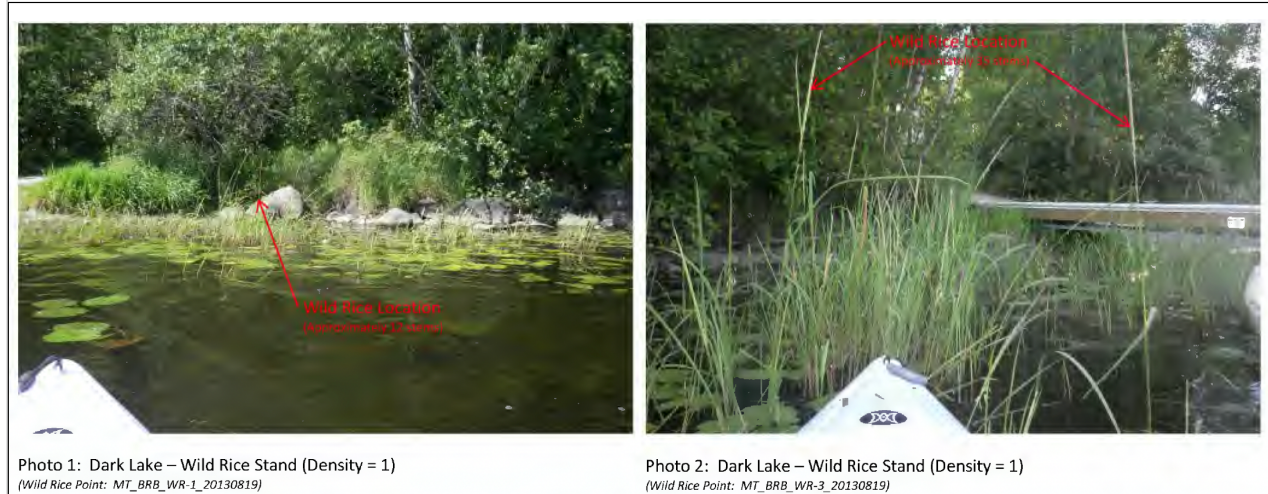 Wild Rice Location
Wild Rice Location
Photo 1: Dark Lake – Wild Rice Stand (Density = 1)
(Wild Rice Point: MT_BRB_WR-1_20130819)
Photo 2: Dark Lake – Wild Rice Stand (Density = 1)
(Wild Rice Point: MT_BRB_WR-3_20130819)